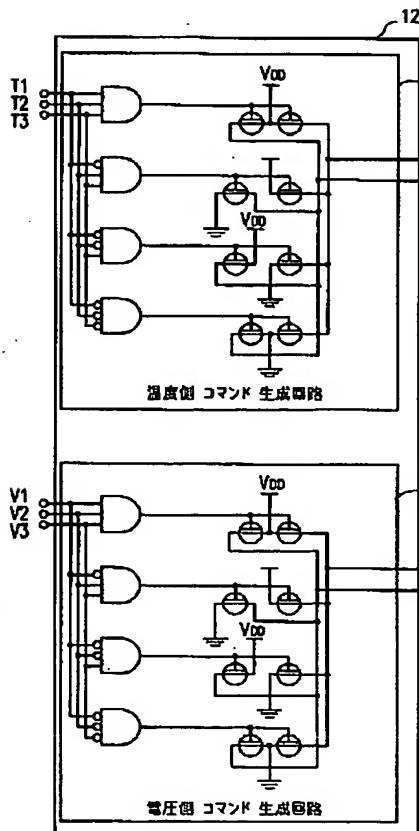 12
VDD
T1
T2
T3
VDD
温度側 コマンド 生成回路
V1
V2
V3
VDD
VDD
電圧側 コマンド 生成回路